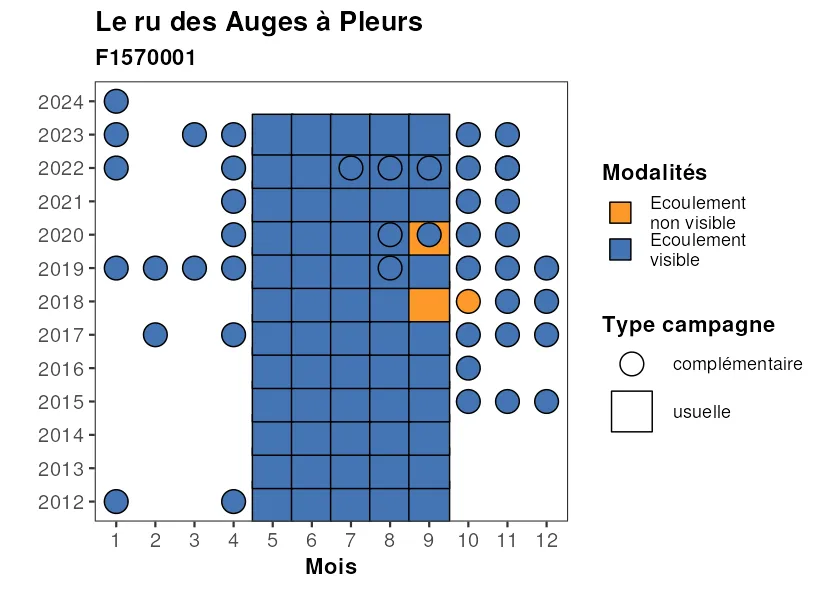 Le ru des Auges à Pleurs
F1570001
2024
2023
2022
2021
2020
2019
2018
2017
2016
2015
2014
2013
2012
1 2 3 4 5 6 7 8 9 10 11 12
Mois
Modalités
Ecoulement
non visible
Ecoulement
visible
Type campagne
complémentaire
usuelle